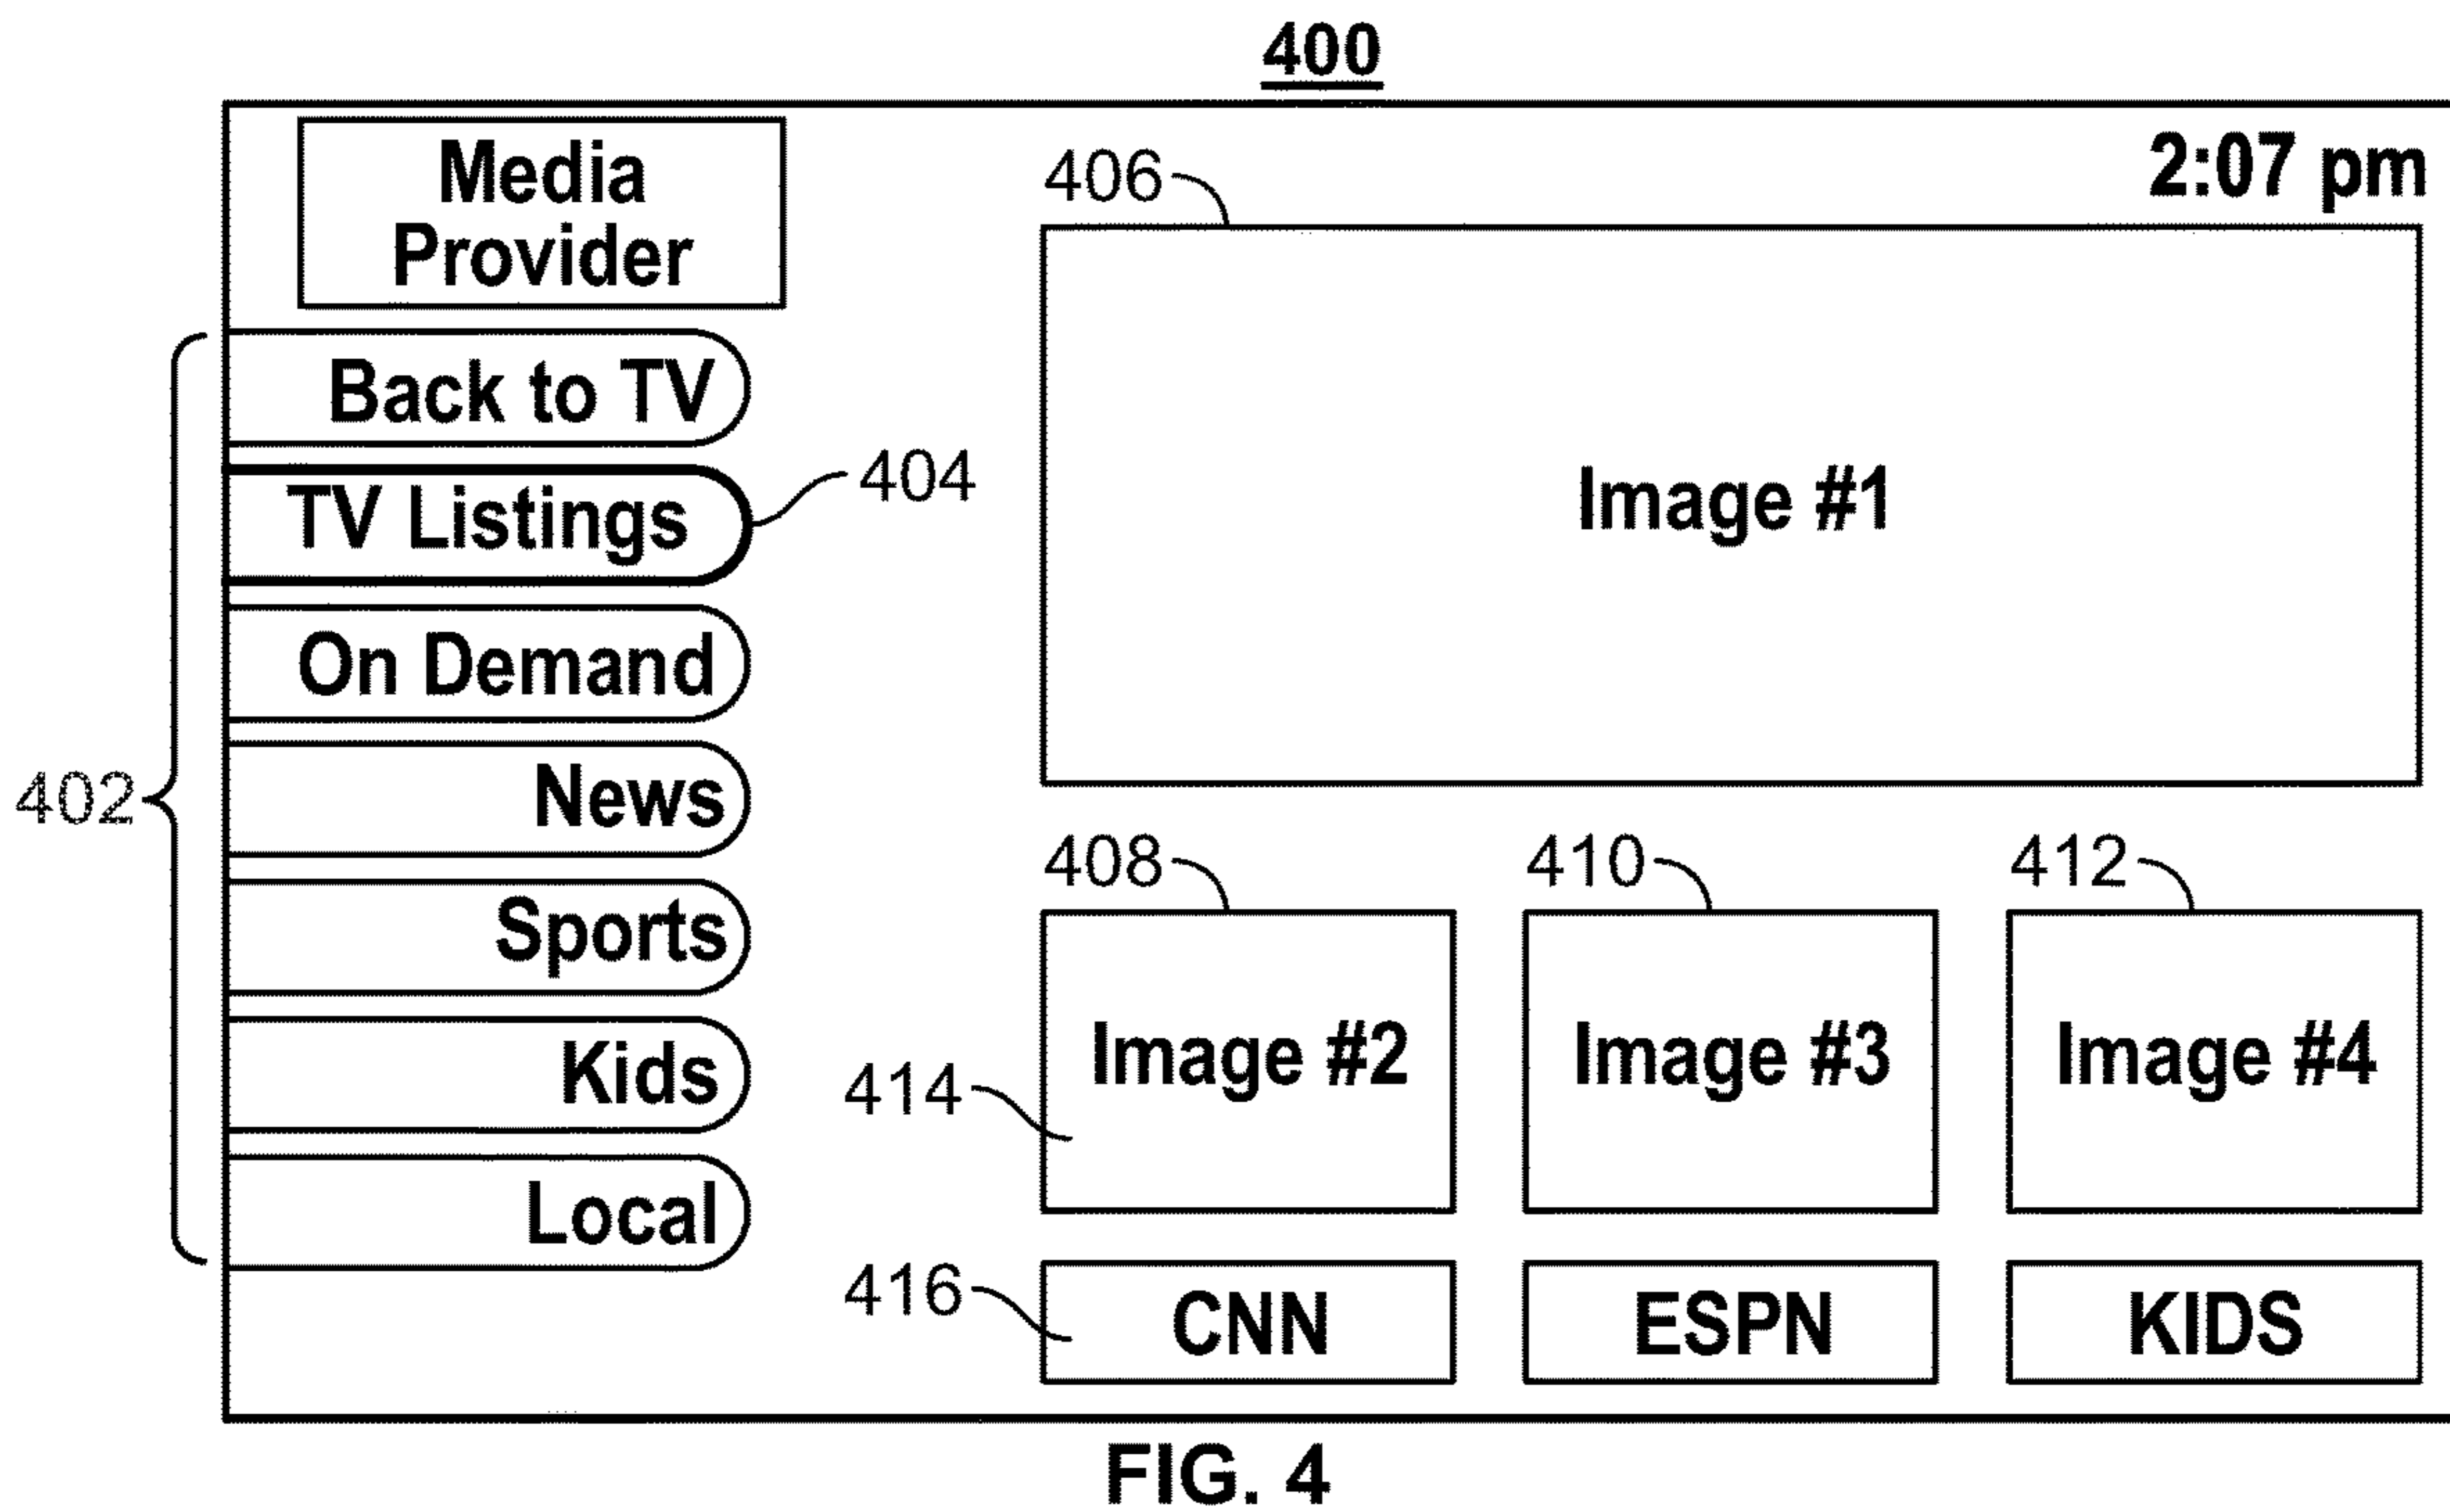 400
Media
Provider
2:07 pm
406
Back to TV
404
TV Listings
Image #1
On Demand
402
News
408
410
412
Sports
Image #2
Image #3
Image #4
Kids
414
Local
416
CNN
ESPN
KIDS
FIG. 4